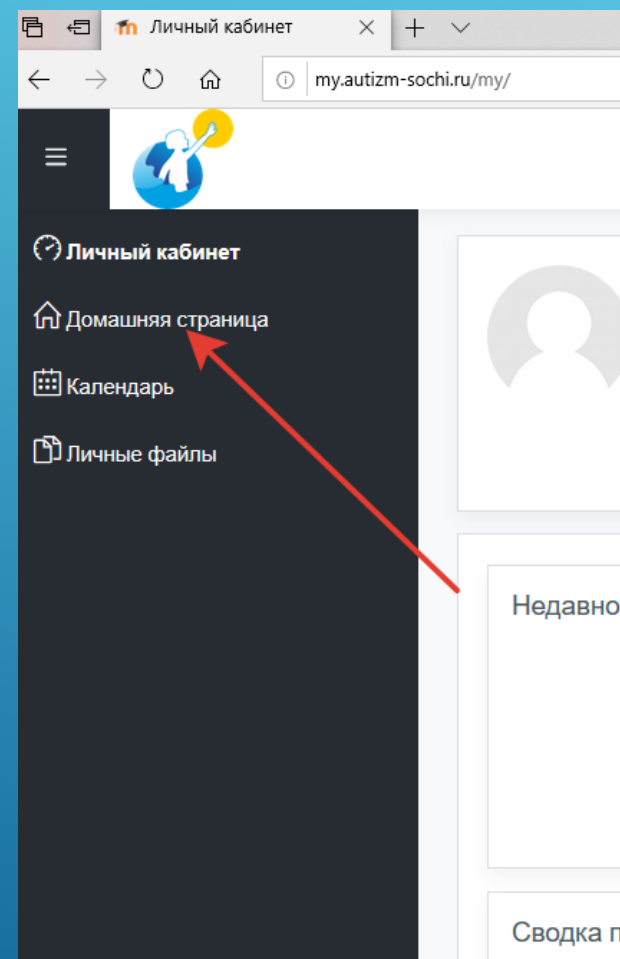 Личный кабинет
my.autizm-sochi.ru/my/
Личный кабинет
Домашняя страница
Календарь
Личные файлы
Недавно
Сводка